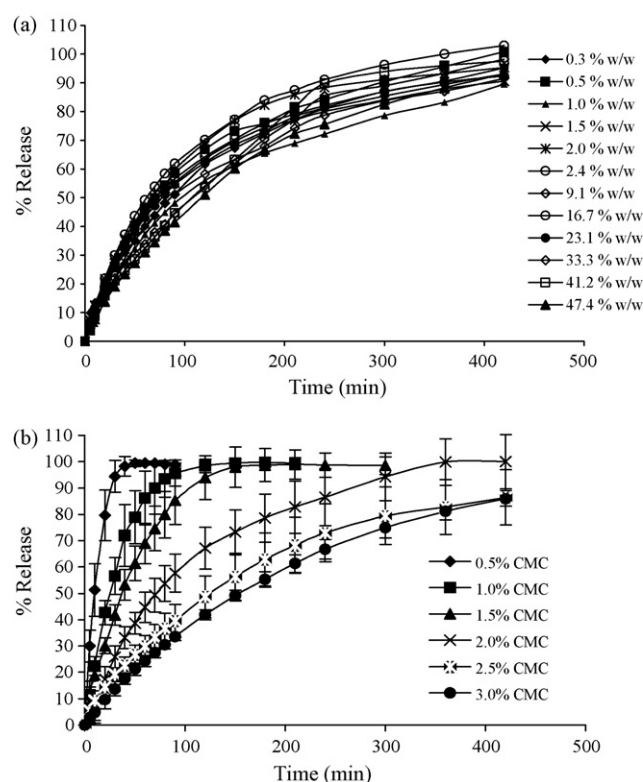 (a)
110
100
90
80
70
60
50
40
30
20
10
0
% Release
0
100
200
300
400
500
Time (min)
0.3 % w/w
0.5 % w/w
1.0 % w/w
1.5 % w/w
2.0 % w/w
2.4 % w/w
9.1 % w/w
16.7 % w/w
23.1 % w/w
33.3 % w/w
41.2 % w/w
47.4 % w/w
(b)
110
100
90
80
70
60
50
40
30
20
10
0
% Release
0
100
200
300
400
500
Time (min)
0.5% CMC
1.0% CMC
1.5% CMC
2.0% CMC
2.5% CMC
3.0% CMC